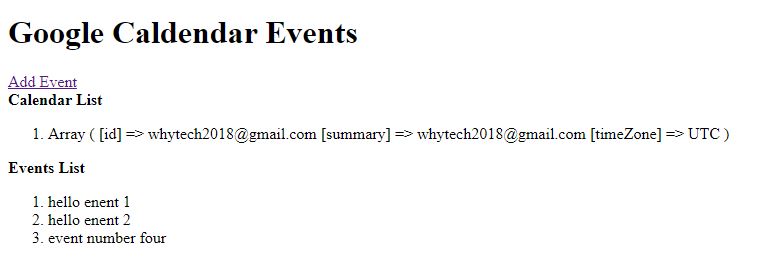 Google Caldendar Events
Add Event
Calendar List
1. Array ( [id] => whytech2018@gmail.com [summary] => whytech2018@gmail.com [timeZone] => UTC )
Events List
1. hello enent 1
2. hello enent 2
3. event number four